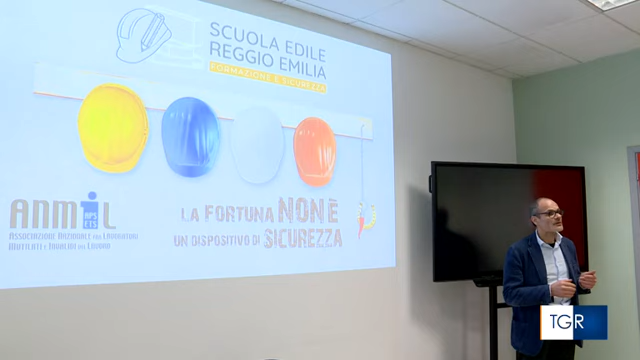 SCUOLA EDILE
REGGIO EMILIA
FORMAZIONE E SICUREZZA
ANMIL
APS
ETS
ASSOCIAZIONE NAZIONALE FRA LAVORATORI
MUTILATI E INVALIDI DEL LAVORO
LA FORTUNA NON È
UN DISPOSITIVO DI SICUREZZA
TGR